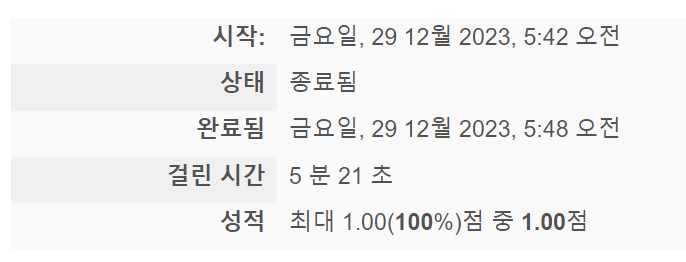 시작: 금요일, 29 12월 2023, 5:42 오전
상태 종료됨
완료됨 금요일, 29 12월 2023, 5:48 오전
걸린 시간 5 분 21 초
성적 최대 1.00(100%)점 중 1.00점